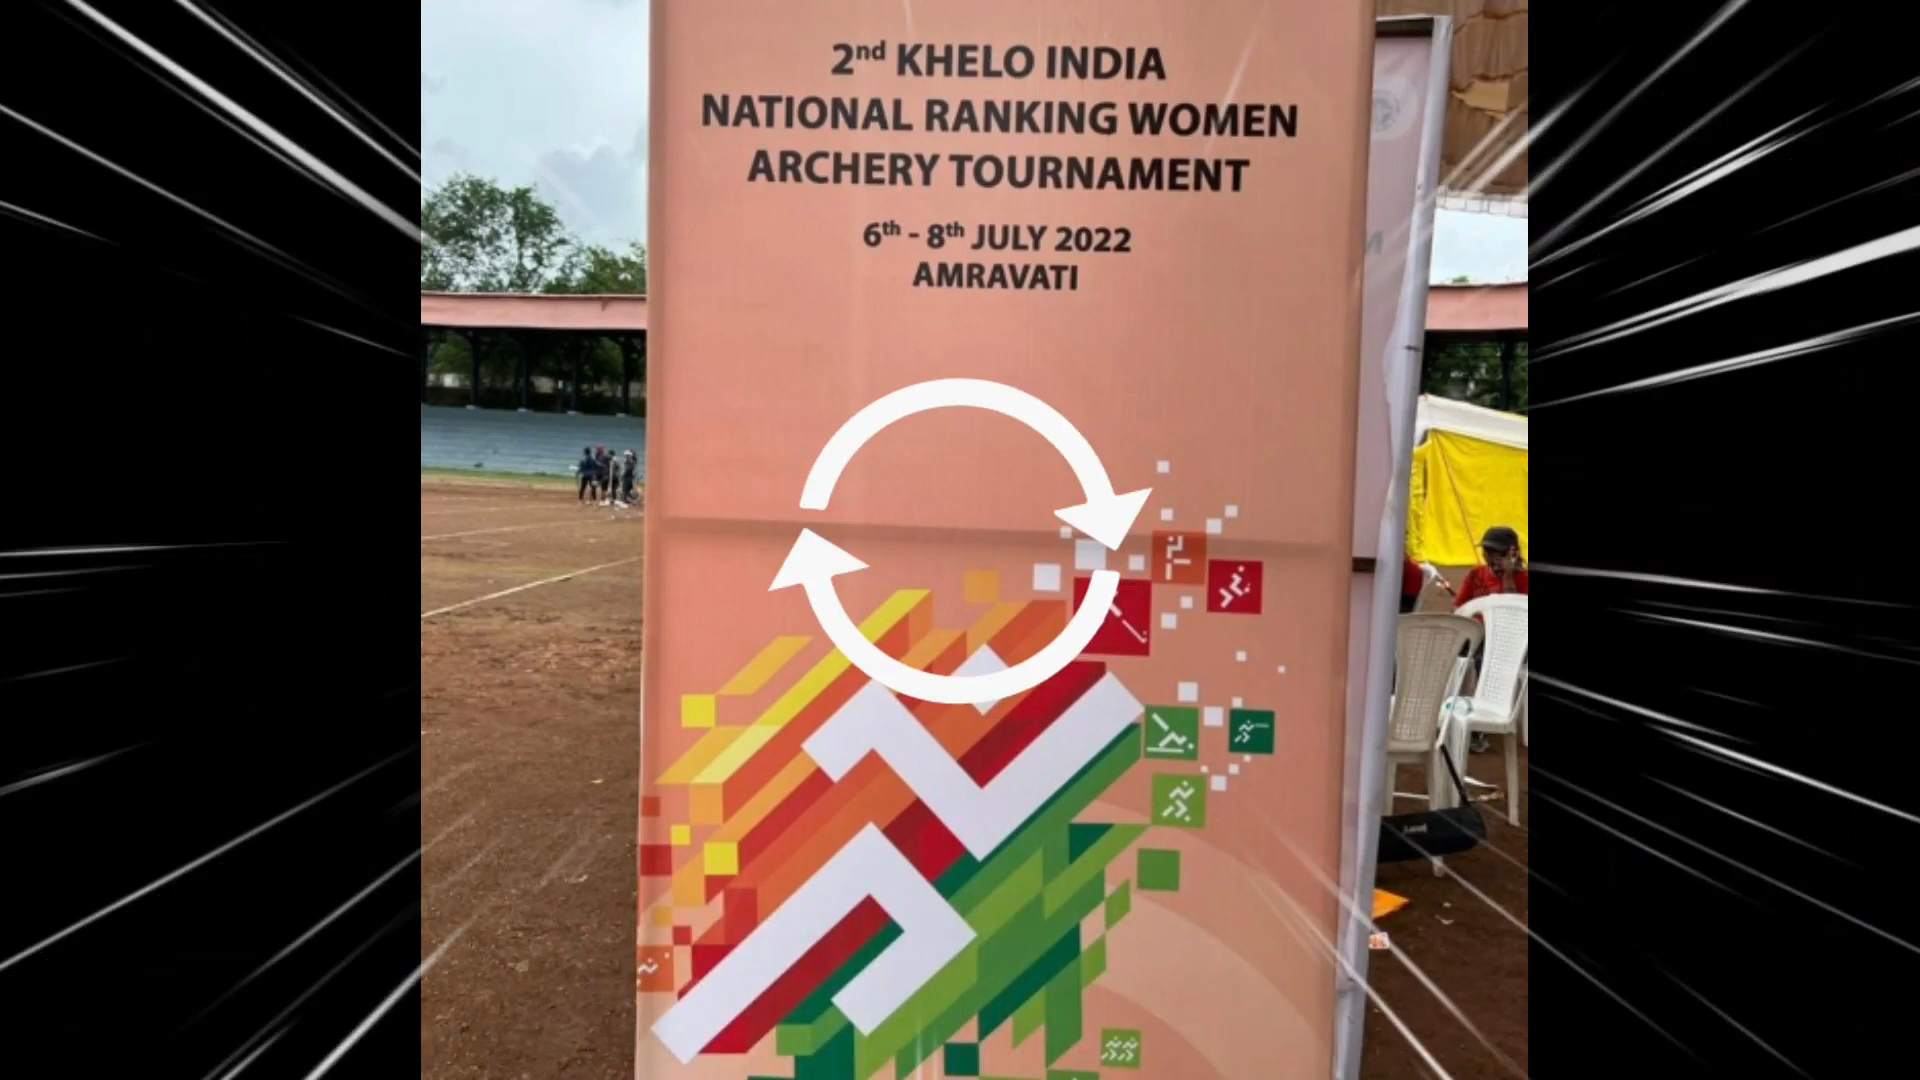 2nd KHELO INDIA
NATIONAL RANKING WOMEN
ARCHERY TOURNAMENT
6th - 8th JULY 2022
AMRAVATI